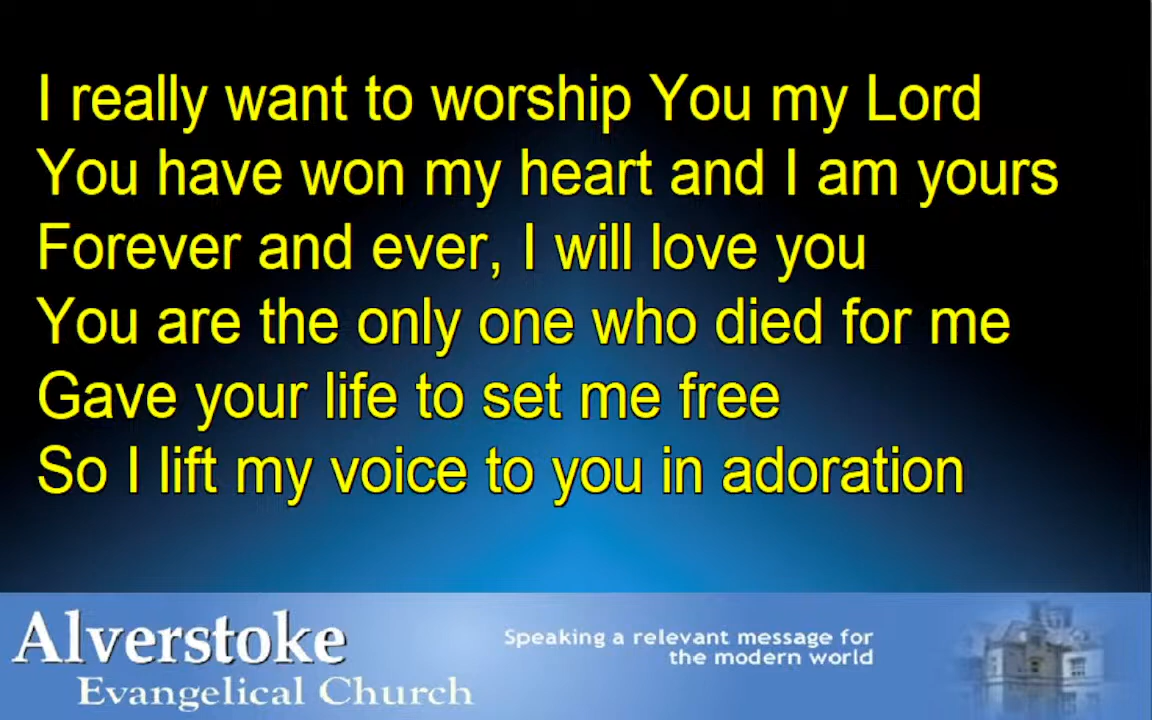 I really want to worship You my Lord
You have won my heart and I am yours
Forever and ever, I will love you
You are the only one who died for me
Gave your life to set me free
So I lift my voice to you in adoration
Alverstoke
Evangelical Church
Speaking a relevant message for
the modern world